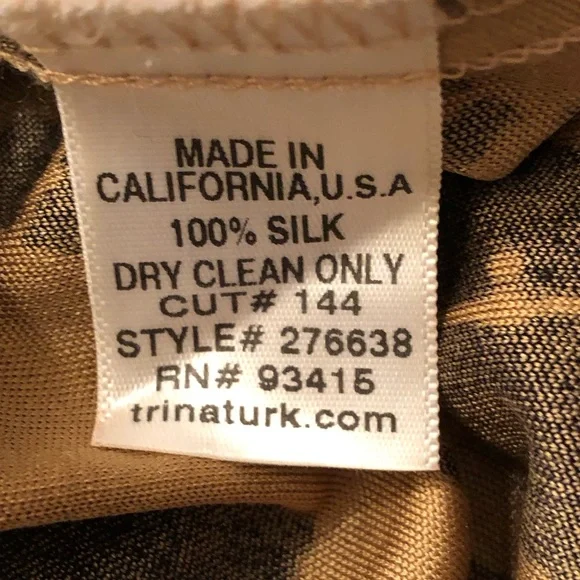 MADE IN
CALIFORNIA,U.S.A
100% SILK
DRY CLEAN ONLY
CUT# 144
STYLE# 276638
RN# 93415
trinaturk.com